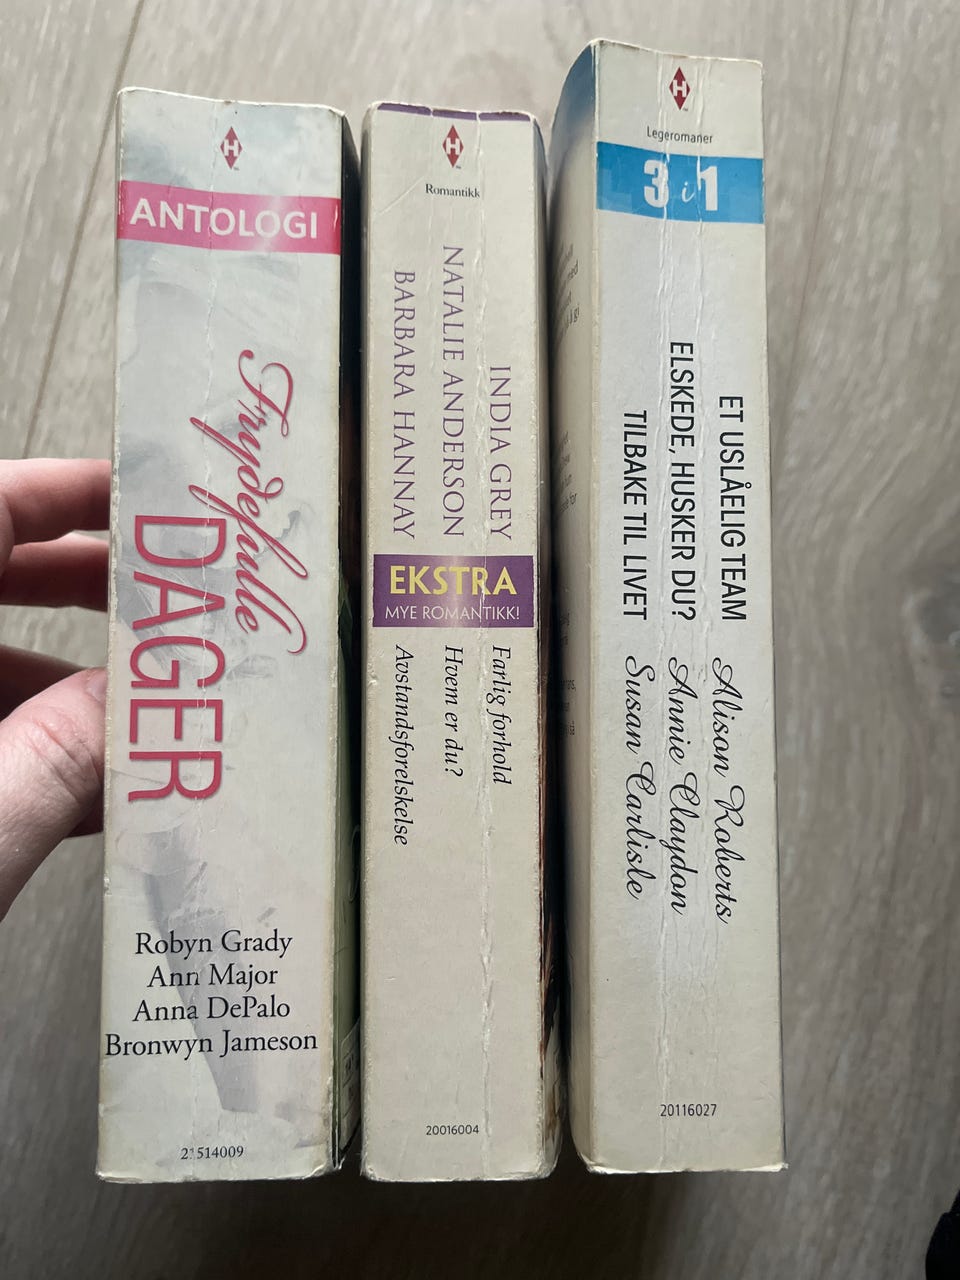 H
ANTOLOGI
Frydefulle
DAGER
Robyn Grady
Ann Major
Anna DePalo
Bronwyn Jameson
514009
H
Romantikk
INDIA GREY
NATALIE ANDERSON
BARBARA HANNAY
EKSTRA
MYE ROMANTIKK!
Farlig forhold
Hvem er du?
Avstandsforelskelse
20016004
H
Legeromaner
3 i 1
ET USLÅELIG TEAM
ELSKEDE, HUSKER DU?
TILBAKE TIL LIVET
Alison Roberts
Annie Claydon
Susan Carlisle
20116027